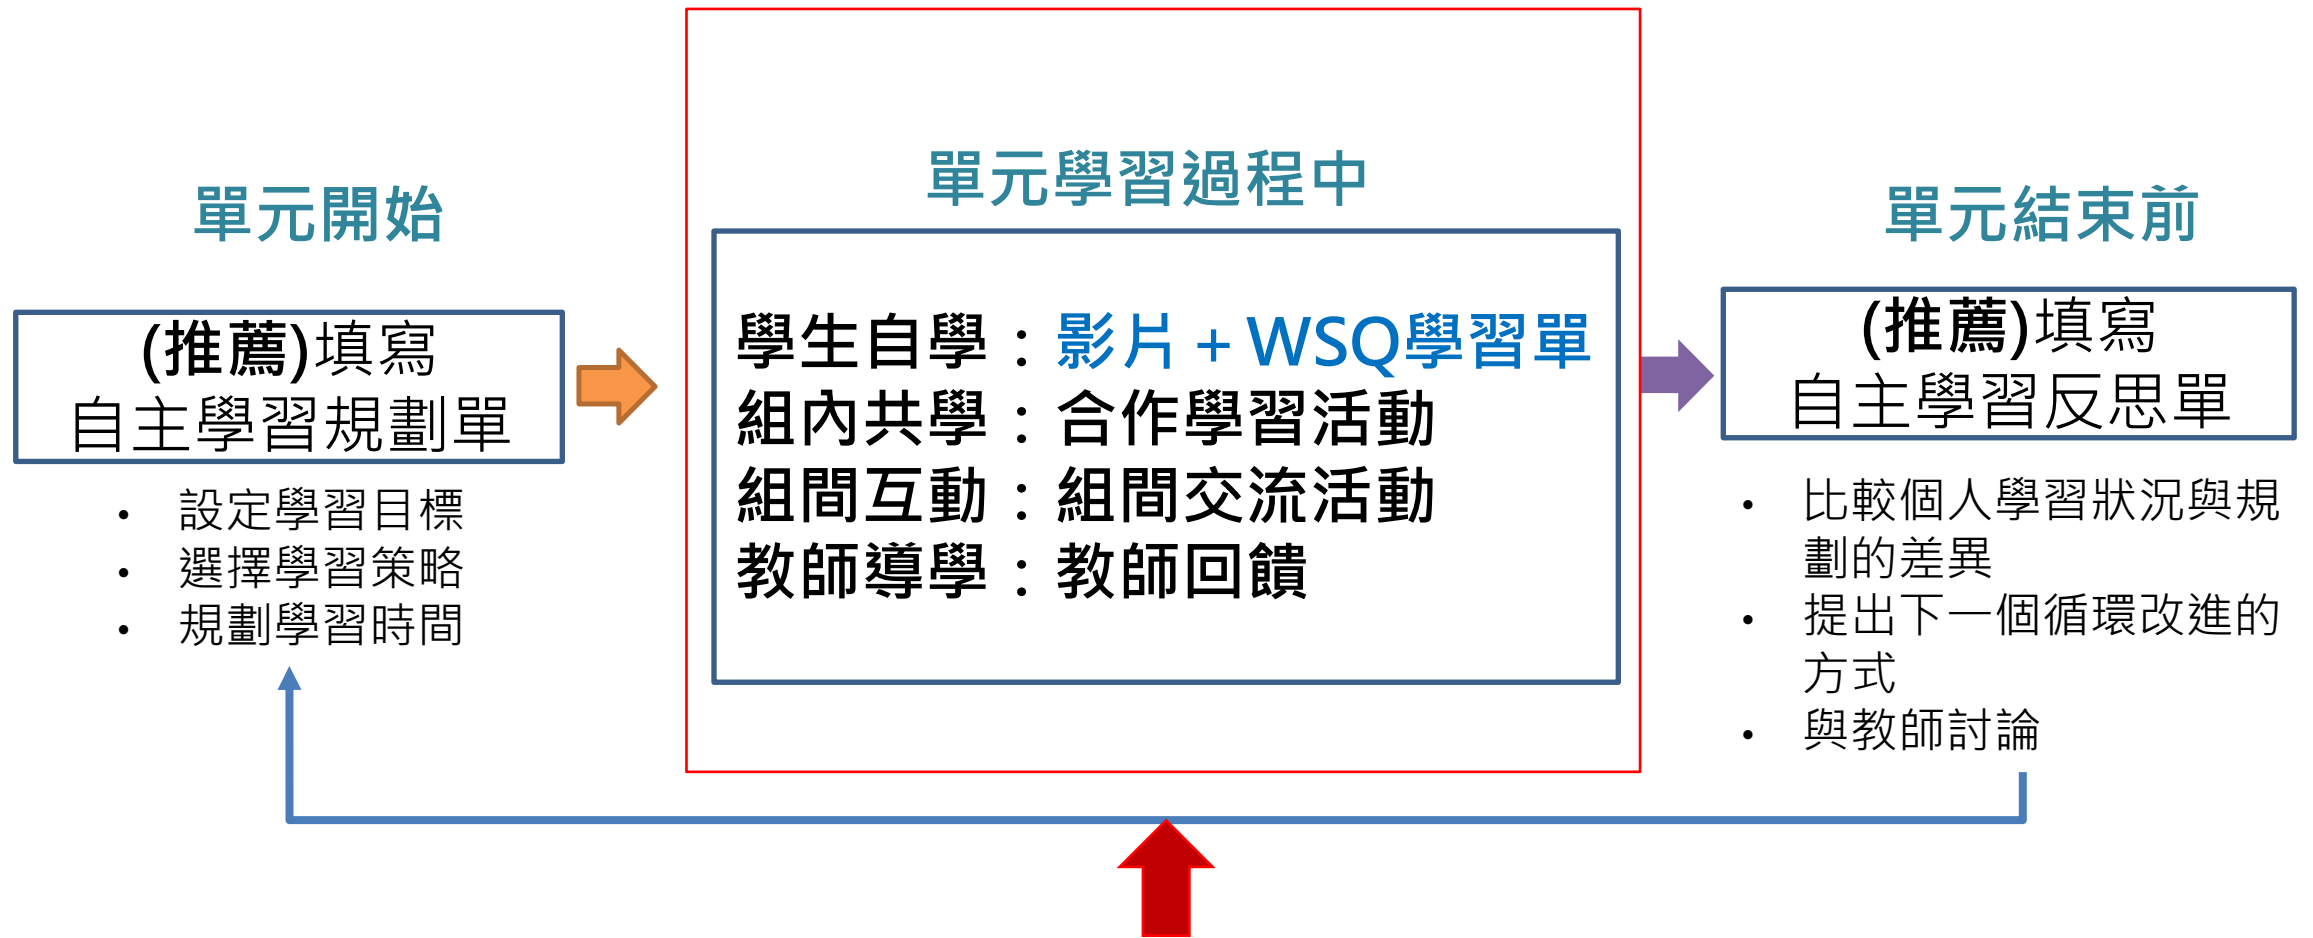 單元開始
(推薦)填寫
自主學習規劃單
• 設定學習目標
• 選擇學習策略
• 規劃學習時間
單元學習過程中
學生自學：影片+WSQ學習單
組內共學：合作學習活動
組間互動：組間交流活動
教師導學：教師回饋
單元結束前
(推薦)填寫
自主學習反思單
• 比較個人學習狀況與規
劃的差異
• 提出下一個循環改進的
方式
• 與教師討論